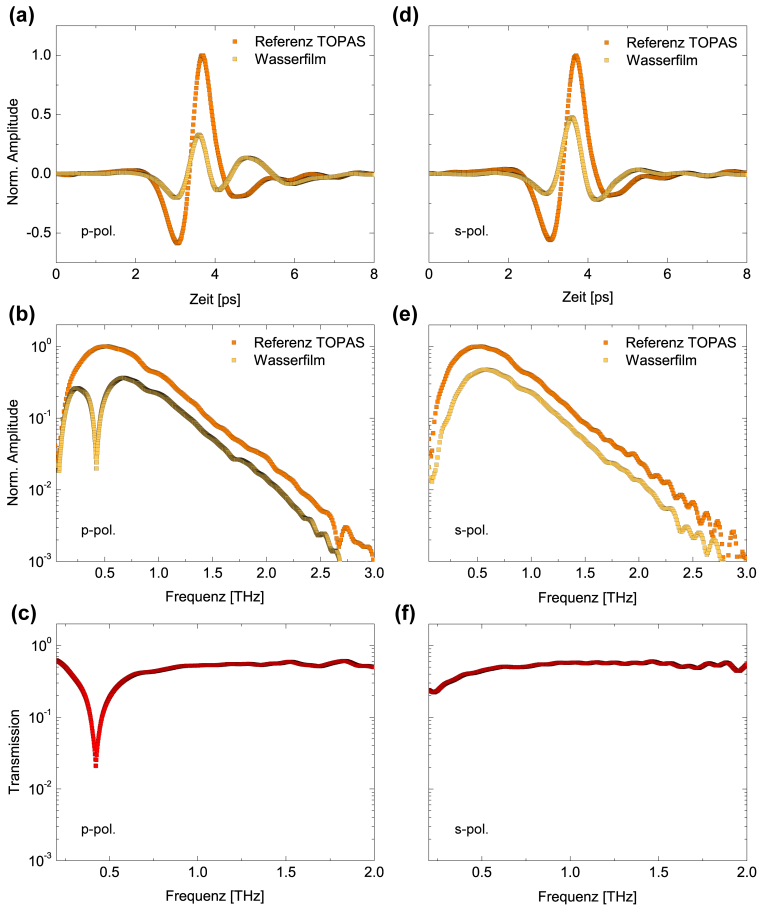 (a)
Norm. Amplitude
1.0
0.5
0.0
-0.5
Referenz TOPAS
Wasserfilm
p-pol.
0 2 4 6 8
Zeit [ps]
(d)
Referenz TOPAS
Wasserfilm
s-pol.
0 2 4 6 8
Zeit [ps]
(b)
Norm. Amplitude
10⁰
10⁻¹
10⁻²
10⁻³
Referenz TOPAS
Wasserfilm
p-pol.
0.5 1.0 1.5 2.0 2.5 3.0
Frequenz [THz]
(e)
Referenz TOPAS
Wasserfilm
s-pol.
0.5 1.0 1.5 2.0 2.5 3.0
Frequenz [THz]
(c)
Transmission
10⁰
10⁻¹
10⁻²
10⁻³
p-pol.
0.5 1.0 1.5 2.0
Frequenz [THz]
(f)
s-pol.
0.5 1.0 1.5 2.0
Frequenz [THz]